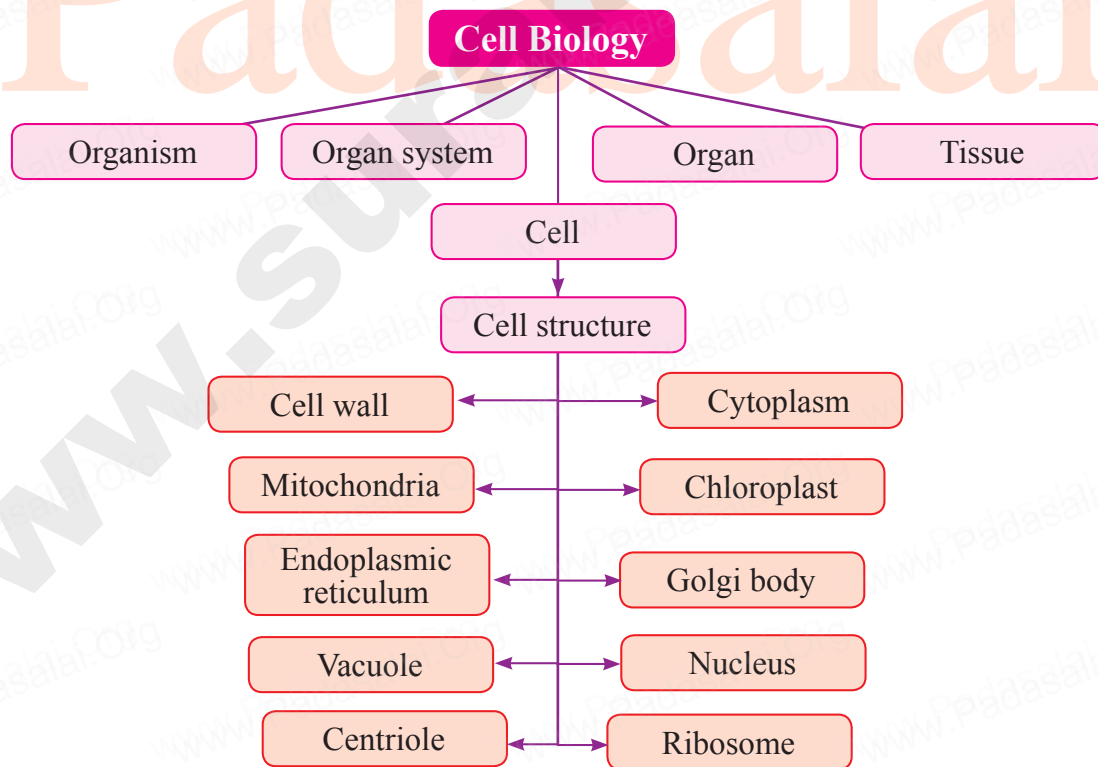 Padasalai
Cell Biology
Organism
Organ system
Organ
Tissue
Cell
Cell structure
Cell wall
Cytoplasm
Mitochondria
Chloroplast
Endoplasmic
reticulum
Golgi body
Vacuole
Nucleus
Centriole
Ribosome